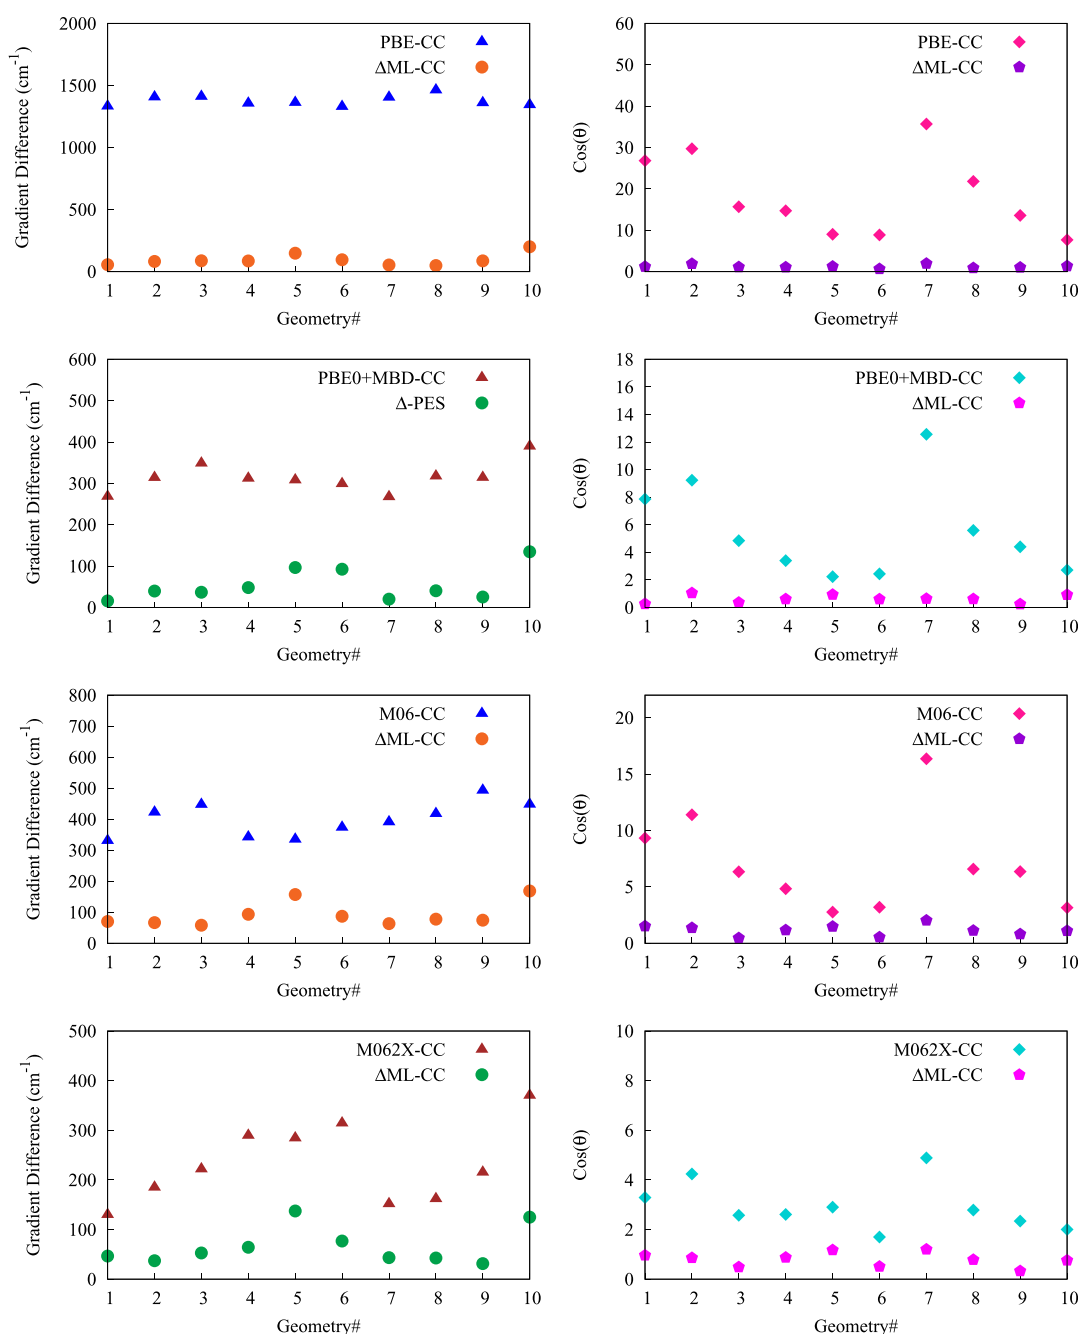 2000
1500
1000
500
0
Gradient Difference (cm-1)
PBE-CC
ΔML-CC
1 2 3 4 5 6 7 8 9 10
Geometry#
60
50
40
30
20
10
0
Cos(θ)
PBE-CC
ΔML-CC
1 2 3 4 5 6 7 8 9 10
Geometry#
600
500
400
300
200
100
0
Gradient Difference (cm-1)
PBE0+MBD-CC
Δ-PES
1 2 3 4 5 6 7 8 9 10
Geometry#
18
16
14
12
10
8
6
4
2
0
Cos(θ)
PBE0+MBD-CC
ΔML-CC
1 2 3 4 5 6 7 8 9 10
Geometry#
800
700
600
500
400
300
200
100
0
Gradient Difference (cm-1)
M06-CC
ΔML-CC
1 2 3 4 5 6 7 8 9 10
Geometry#
20
15
10
5
0
Cos(θ)
M06-CC
ΔML-CC
1 2 3 4 5 6 7 8 9 10
Geometry#
500
400
300
200
100
0
Gradient Difference (cm-1)
M062X-CC
ΔML-CC
1 2 3 4 5 6 7 8 9 10
Geometry#
10
8
6
4
2
0
Cos(θ)
M062X-CC
ΔML-CC
1 2 3 4 5 6 7 8 9 10
Geometry#